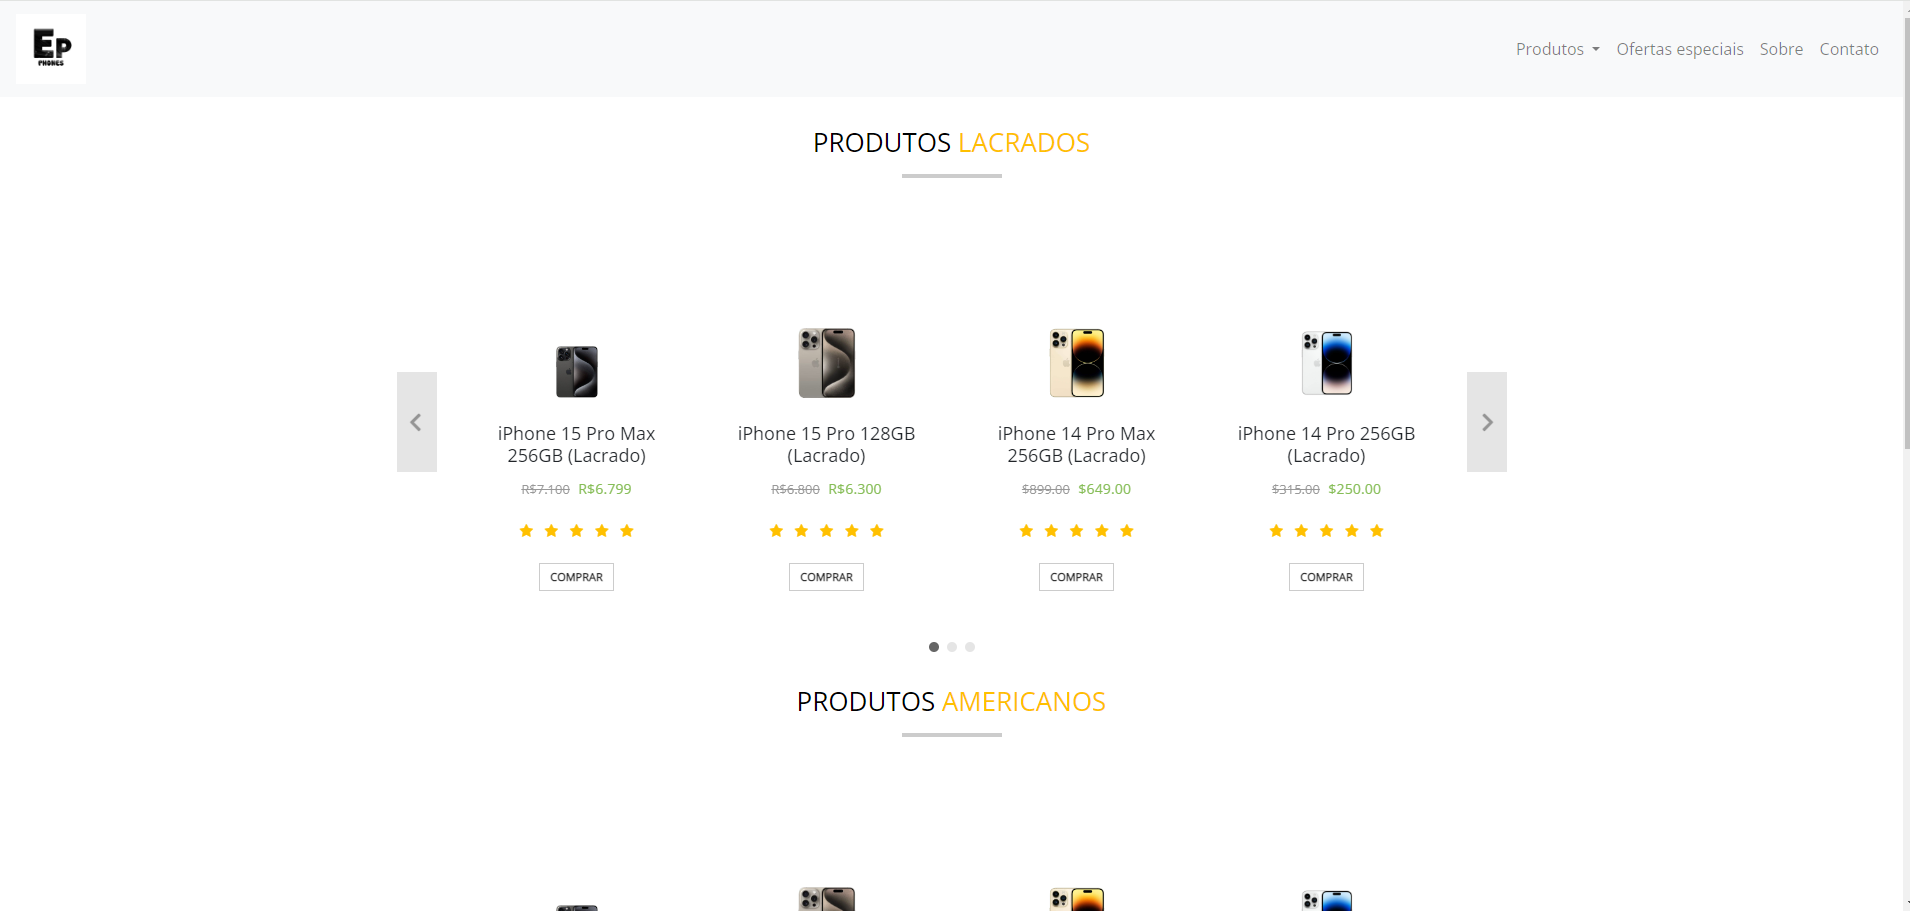 EP
PHONES
Produtos
Ofertas especiais
Sobre
Contato
PRODUTOS LACRADOS
iPhone 15 Pro Max
256GB (Lacrado)
R$7.100 R$6.799
COMPRAR
iPhone 15 Pro 128GB
(Lacrado)
R$6.800 R$6.300
COMPRAR
iPhone 14 Pro Max
256GB (Lacrado)
$899.00 $649.00
COMPRAR
iPhone 14 Pro 256GB
(Lacrado)
$315.00 $250.00
COMPRAR
PRODUTOS AMERICANOS